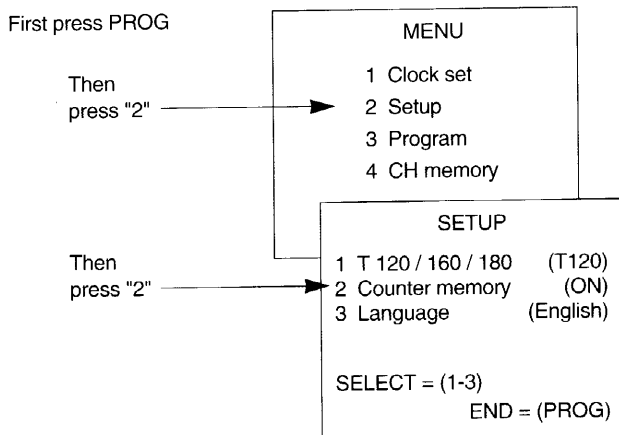 First press PROG
MENU
1 Clock set
Then
press "2"
2 Setup
3 Program
4 CH memory
SETUP
Then
press "2"
1 T 120 / 160 / 180 (T120)
2 Counter memory (ON)
3 Language (English)
SELECT = (1-3)
END = (PROG)